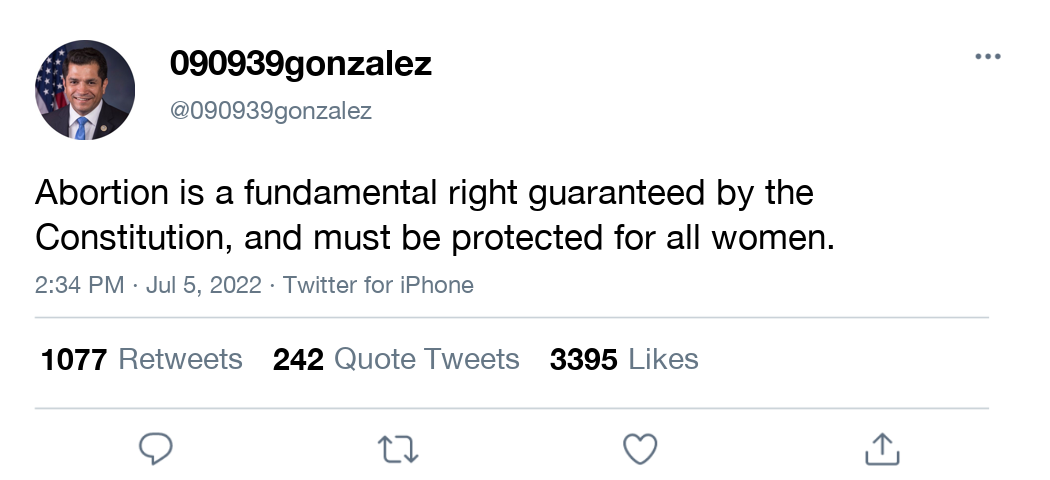 090939gonzalez
@090939gonzalez
Abortion is a fundamental right guaranteed by the
Constitution, and must be protected for all women.
2:34 PM · Jul 5, 2022 · Twitter for iPhone
1077 Retweets 242 Quote Tweets 3395 Likes